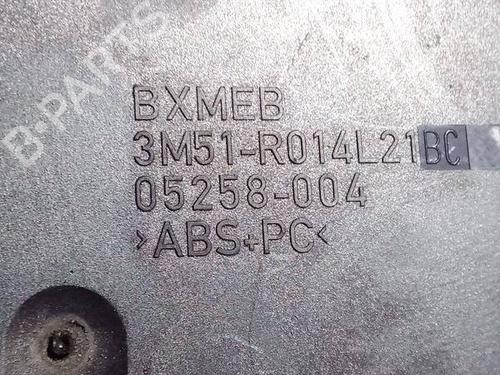 B-PARTS
BXMEB
3M51-R014L21BC
05258-004
>ABS+PC<